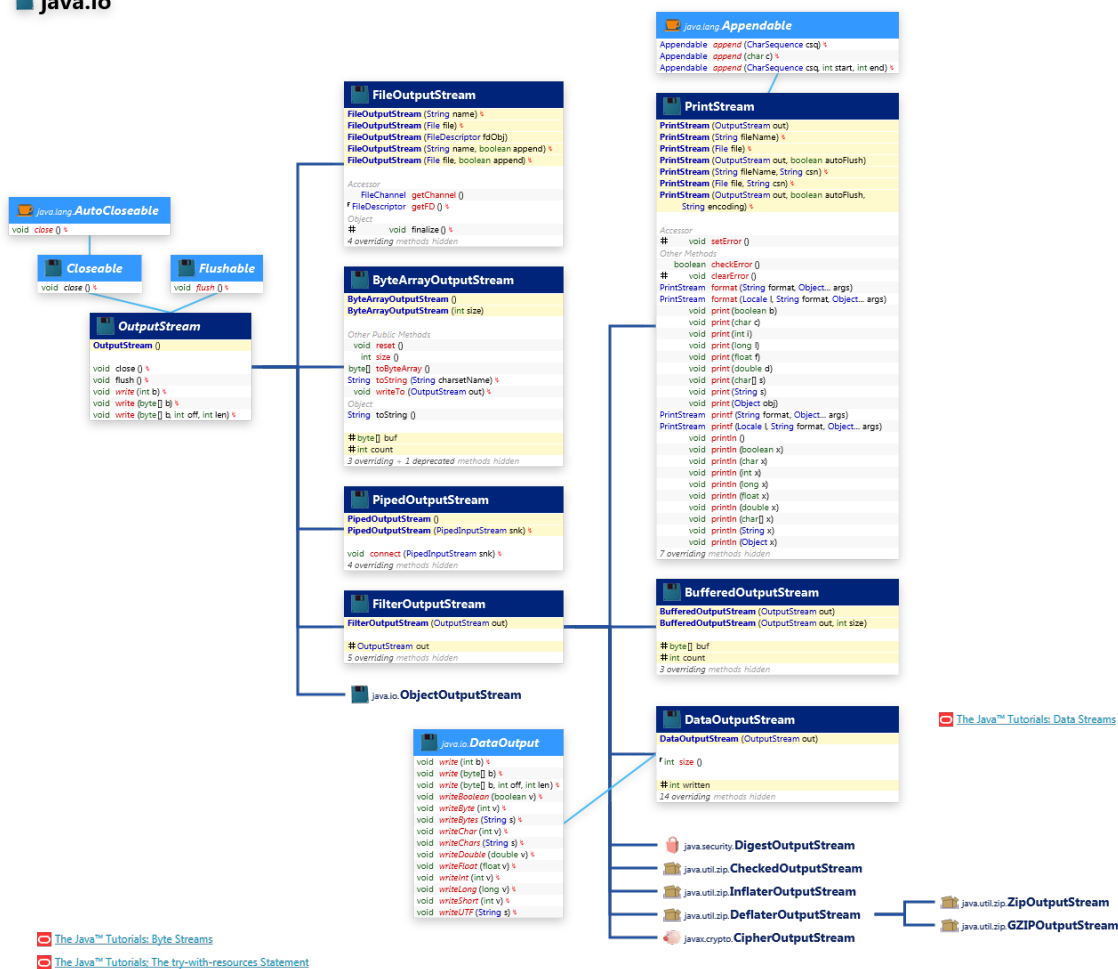 java.io
java.lang.Appendable
Appendable append (CharSequence csq)
Appendable append (char c)
Appendable append (CharSequence csq, int start, int end)
FileOutputStream
FileOutputStream (String name)
FileOutputStream (File file)
FileOutputStream (FileDescriptor fdObj)
FileOutputStream (String name, boolean append)
FileOutputStream (File file, boolean append)
Accessor
FileChannel getChannel ()
FileDescriptor getFD ()
Object
# void finalize ()
4 overriding methods hidden
PrintStream
PrintStream (OutputStream out)
PrintStream (String fileName)
PrintStream (File file)
PrintStream (OutputStream out, boolean autoFlush)
PrintStream (String fileName, String csn)
PrintStream (File file, String csn)
PrintStream (OutputStream out, boolean autoFlush,
String encoding)
Accessor
# void setError ()
Other Methods
boolean checkError ()
# void clearError ()
PrintStream format (String format, Object... args)
PrintStream format (Locale l, String format, Object... args)
void print (boolean b)
void print (char c)
void print (int i)
void print (long l)
void print (float f)
void print (double d)
void print (char[] s)
void print (String s)
void print (Object obj)
PrintStream printf (String format, Object... args)
PrintStream printf (Locale l, String format, Object... args)
void println ()
void println (boolean x)
void println (char x)
void println (int x)
void println (long x)
void println (float x)
void println (double x)
void println (char[] x)
void println (String x)
void println (Object x)
7 overriding methods hidden
java.lang.AutoCloseable
void close ()
Closeable
void close ()
Flushable
void flush ()
OutputStream
OutputStream ()
void close ()
void flush ()
void write (int b)
void write (byte[] b)
void write (byte[] b, int off, int len)
ByteArrayOutputStream
ByteArrayOutputStream ()
ByteArrayOutputStream (int size)
Other Public Methods
void reset ()
int size ()
byte[] toByteArray ()
String toString (String charsetName)
void writeTo (OutputStream out)
Object
String toString ()
# byte[] buf
# int count
3 overriding + 1 deprecated methods hidden
PipedOutputStream
PipedOutputStream ()
PipedOutputStream (PipedInputStream snk)
void connect (PipedInputStream snk)
4 overriding methods hidden
FilterOutputStream
FilterOutputStream (OutputStream out)
# OutputStream out
5 overriding methods hidden
java.io.ObjectOutputStream
BufferedOutputStream
BufferedOutputStream (OutputStream out)
BufferedOutputStream (OutputStream out, int size)
# byte[] buf
# int count
3 overriding methods hidden
DataOutputStream
DataOutputStream (OutputStream out)
int size ()
# int written
14 overriding methods hidden
The Java™ Tutorials: Data Streams
java.io.DataOutput
void write (int b)
void write (byte[] b)
void write (byte[] b, int off, int len)
void writeBoolean (boolean v)
void writeByte (int v)
void writeBytes (String s)
void writeChar (int v)
void writeChars (String s)
void writeDouble (double v)
void writeFloat (float v)
void writeInt (int v)
void writeLong (long v)
void writeShort (int v)
void writeUTF (String s)
java.security.DigestOutputStream
java.util.zip.CheckedOutputStream
java.util.zip.InflaterOutputStream
java.util.zip.DeflaterOutputStream
javax.crypto.CipherOutputStream
java.util.zip.ZipOutputStream
java.util.zip.GZIPOutputStream
The Java™ Tutorials: Byte Streams
The Java™ Tutorials: The try-with-resources Statement